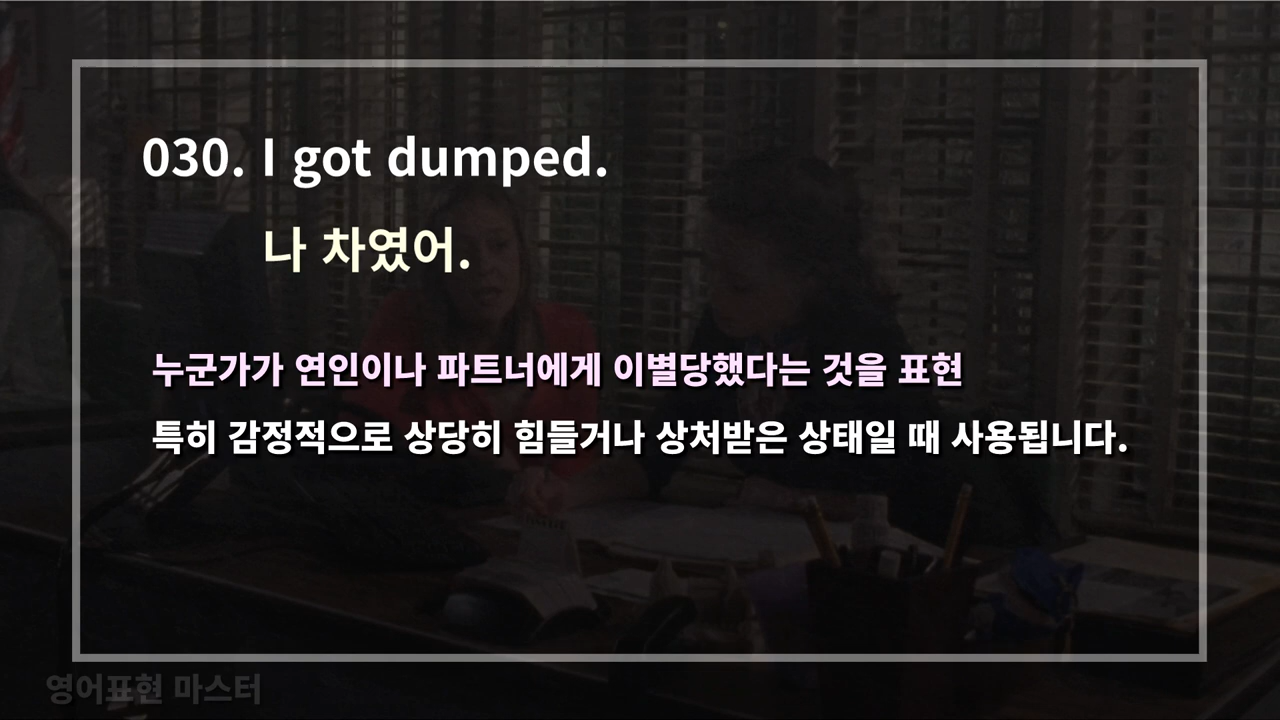 030. I got dumped.
나 차였어.
누군가가 연인이나 파트너에게 이별당했다는 것을 표현
특히 감정적으로 상당히 힘들거나 상처받은 상태일 때 사용됩니다.
영어표현 마스터